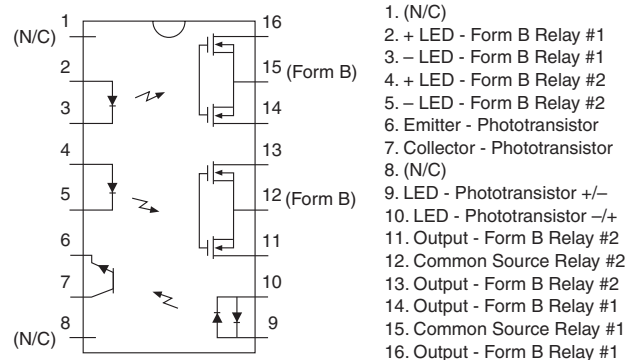 1
(N/C)
2
3
4
5
6
7
8
(N/C)
16
15 (Form B)
14
13
12 (Form B)
11
10
9
1. (N/C)
2. + LED - Form B Relay #1
3. – LED - Form B Relay #1
4. + LED - Form B Relay #2
5. – LED - Form B Relay #2
6. Emitter - Phototransistor
7. Collector - Phototransistor
8. (N/C)
9. LED - Phototransistor +/–
10. LED - Phototransistor –/+
11. Output - Form B Relay #2
12. Common Source Relay #2
13. Output - Form B Relay #2
14. Output - Form B Relay #1
15. Common Source Relay #1
16. Output - Form B Relay #1